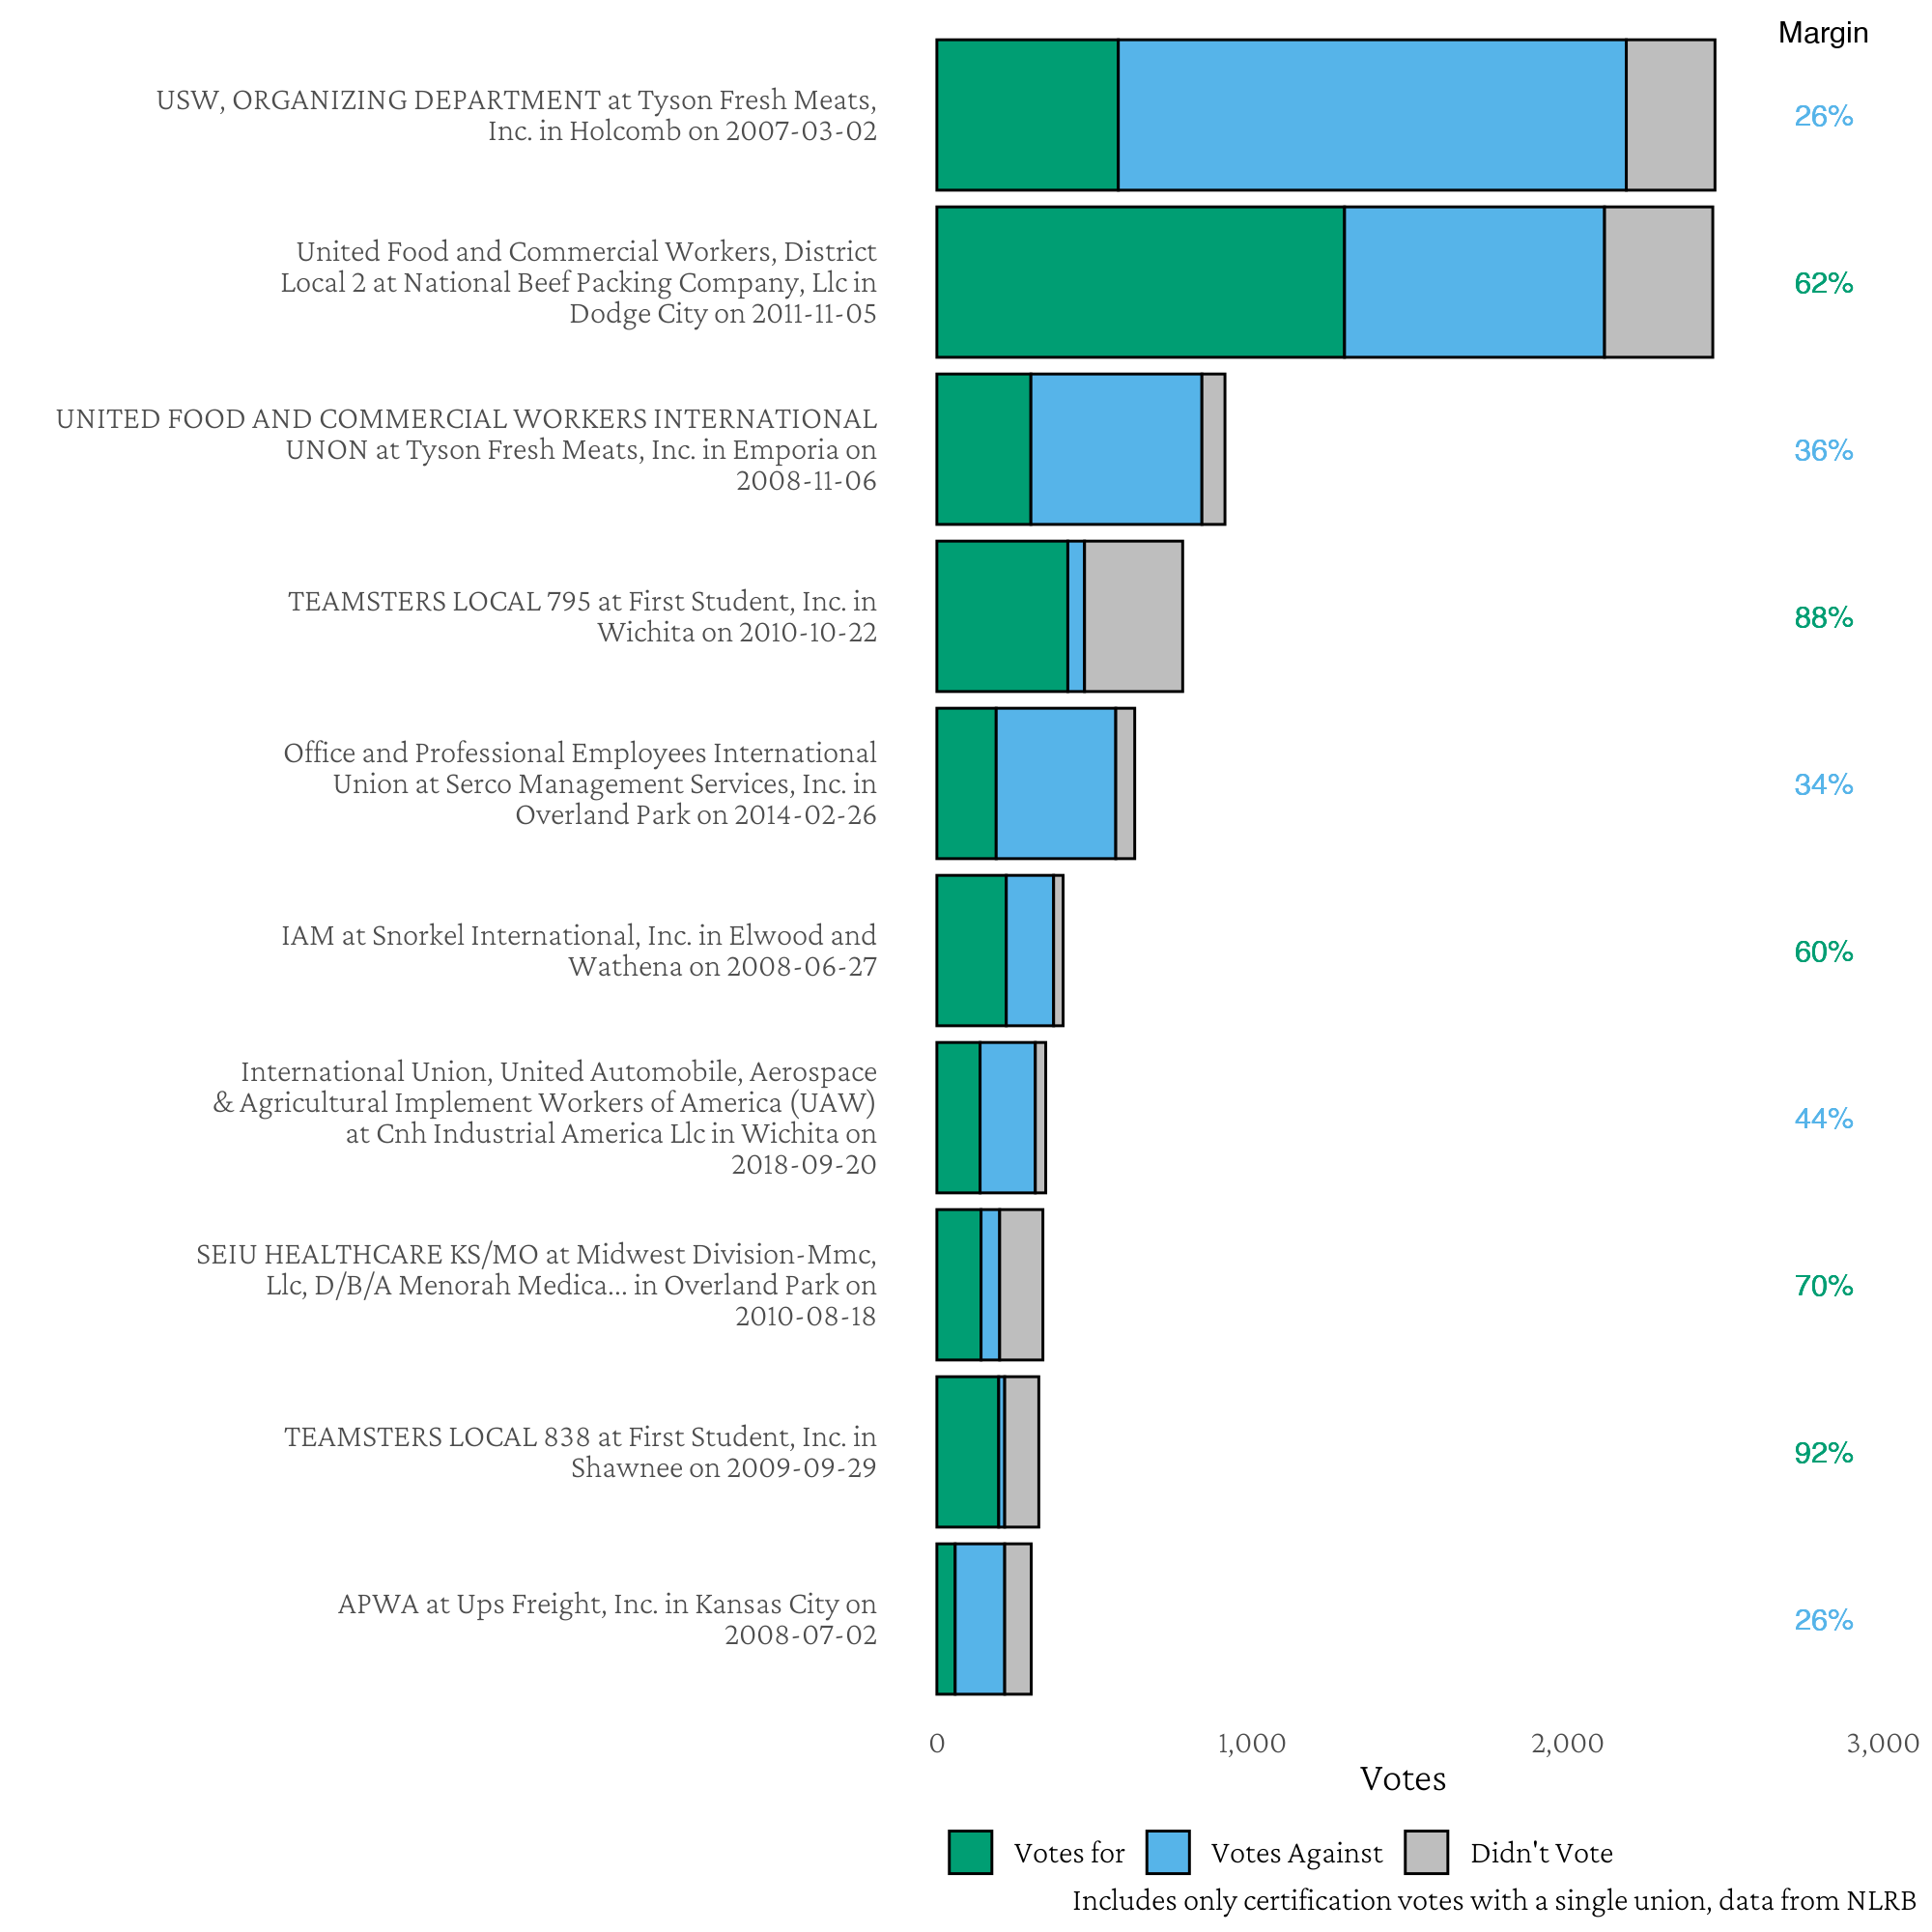 Margin
USW, ORGANIZING DEPARTMENT at Tyson Fresh Meats,
Inc. in Holcomb on 2007-03-02
26%
United Food and Commercial Workers, District
Local 2 at National Beef Packing Company, Llc in
Dodge City on 2011-11-05
62%
UNITED FOOD AND COMMERCIAL WORKERS INTERNATIONAL
UNON at Tyson Fresh Meats, Inc. in Emporia on
2008-11-06
36%
TEAMSTERS LOCAL 795 at First Student, Inc. in
Wichita on 2010-10-22
88%
Office and Professional Employees International
Union at Serco Management Services, Inc. in
Overland Park on 2014-02-26
34%
IAM at Snorkel International, Inc. in Elwood and
Wathena on 2008-06-27
60%
International Union, United Automobile, Aerospace
& Agricultural Implement Workers of America (UAW)
at Cnh Industrial America Llc in Wichita on
2018-09-20
44%
SEIU HEALTHCARE KS/MO at Midwest Division-Mmc,
Llc, D/B/A Menorah Medica... in Overland Park on
2010-08-18
70%
TEAMSTERS LOCAL 838 at First Student, Inc. in
Shawnee on 2009-09-29
92%
APWA at Ups Freight, Inc. in Kansas City on
2008-07-02
26%
0 1,000 2,000 3,000
Votes
Votes for Votes Against Didn't Vote
Includes only certification votes with a single union, data from NLRB